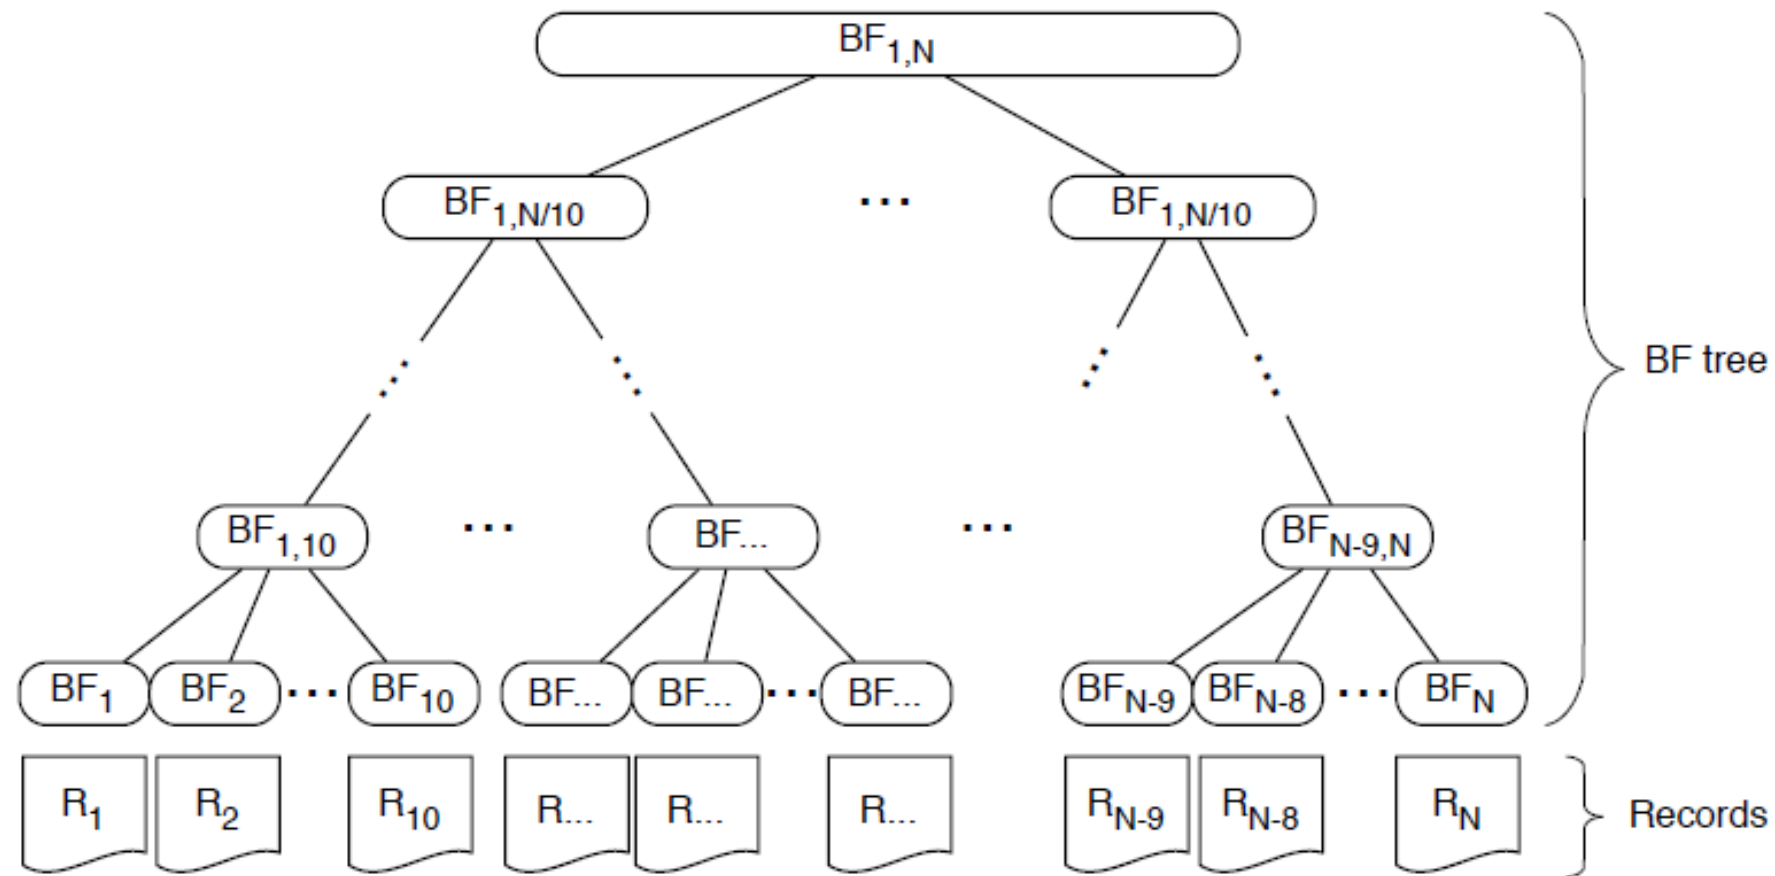 BF1,N
BF1,N/10 ... BF1,N/10
BF tree
BF1,10 ... BF... ... BFN-9,N
BF1 BF2 ... BF10 BF... BF... ... BF... BFN-9 BFN-8 ... BFN
R1 R2 R10 R... R... R... RN-9 RN-8 RN
Records